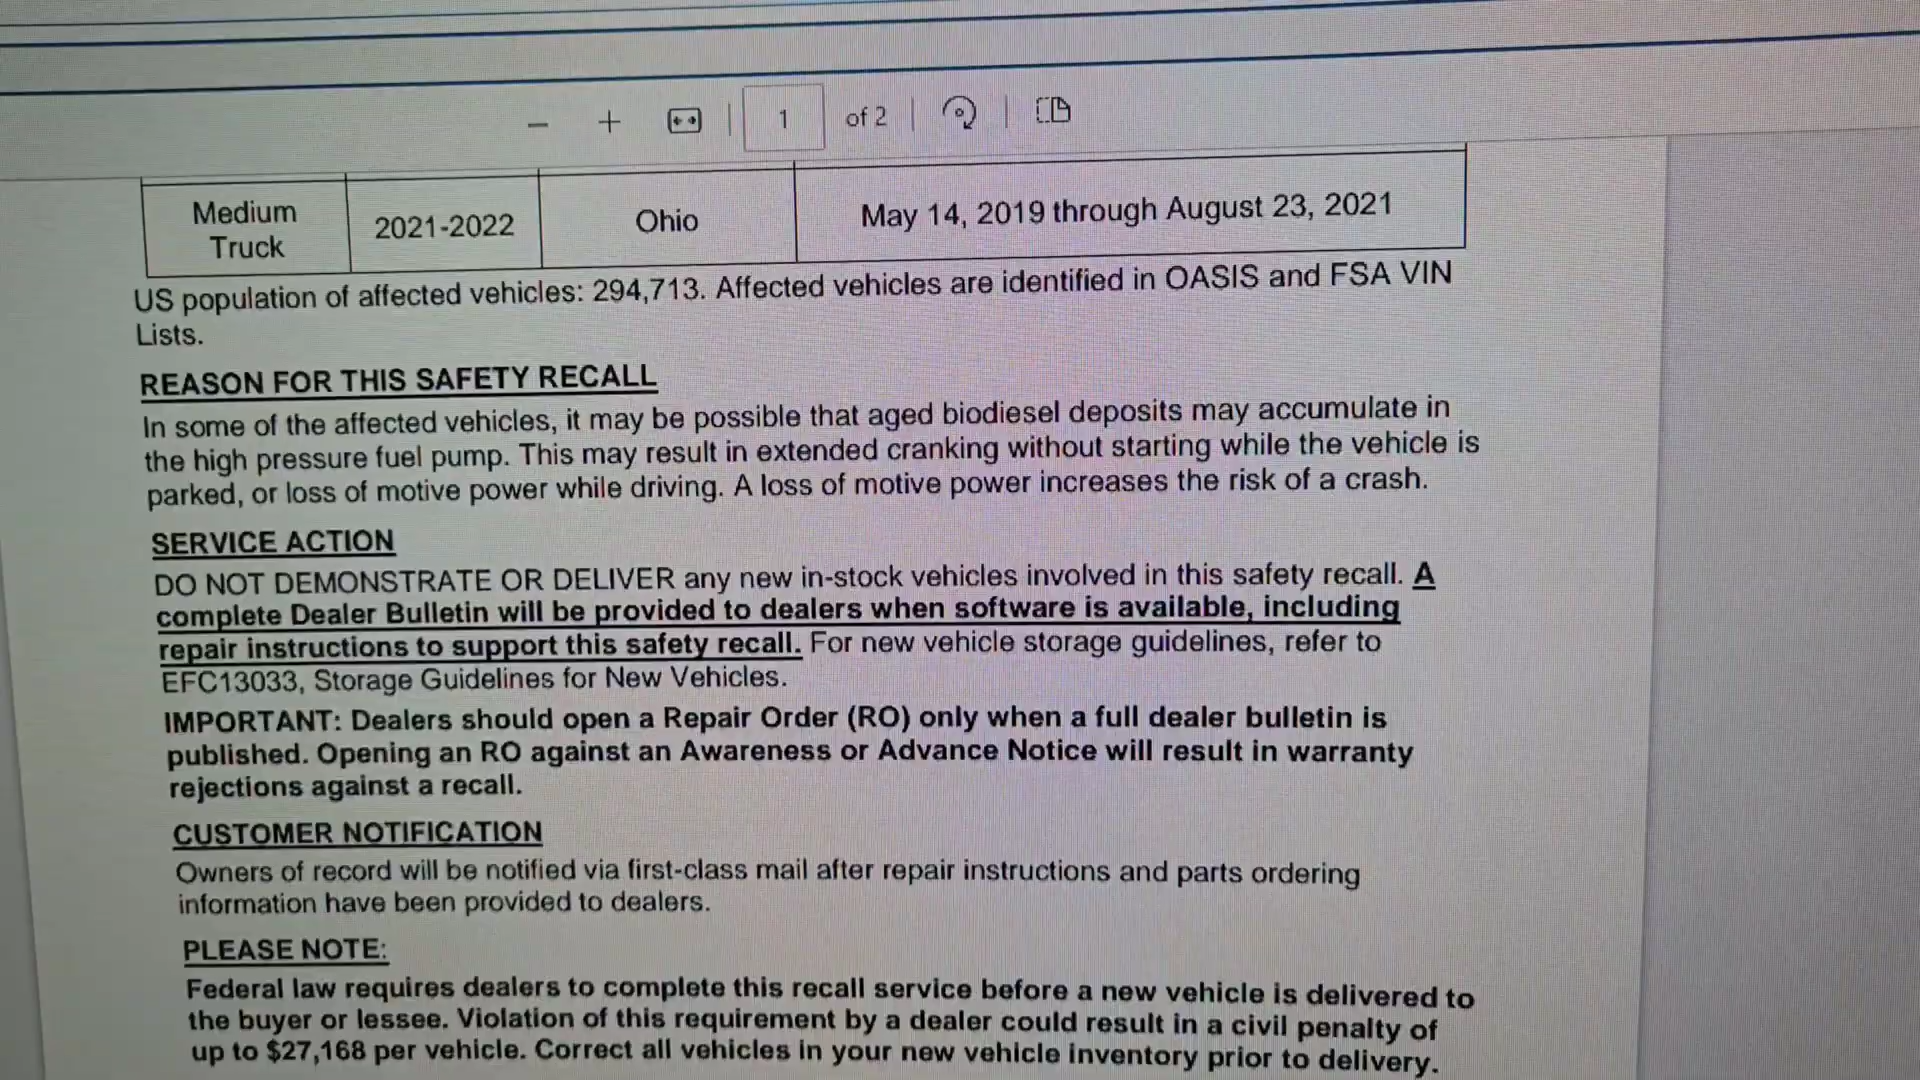 1 of 2
Medium Truck 2021-2022 Ohio May 14, 2019 through August 23, 2021
US population of affected vehicles: 294,713. Affected vehicles are identified in OASIS and FSA VIN
Lists.
REASON FOR THIS SAFETY RECALL
In some of the affected vehicles, it may be possible that aged biodiesel deposits may accumulate in
the high pressure fuel pump. This may result in extended cranking without starting while the vehicle is
parked, or loss of motive power while driving. A loss of motive power increases the risk of a crash.
SERVICE ACTION
DO NOT DEMONSTRATE OR DELIVER any new in-stock vehicles involved in this safety recall. A
complete Dealer Bulletin will be provided to dealers when software is available, including
repair instructions to support this safety recall. For new vehicle storage guidelines, refer to
EFC13033, Storage Guidelines for New Vehicles.
IMPORTANT: Dealers should open a Repair Order (RO) only when a full dealer bulletin is
published. Opening an RO against an Awareness or Advance Notice will result in warranty
rejections against a recall.
CUSTOMER NOTIFICATION
Owners of record will be notified via first-class mail after repair instructions and parts ordering
information have been provided to dealers.
PLEASE NOTE:
Federal law requires dealers to complete this recall service before a new vehicle is delivered to
the buyer or lessee. Violation of this requirement by a dealer could result in a civil penalty of
up to $27,168 per vehicle. Correct all vehicles in your new vehicle inventory prior to delivery.